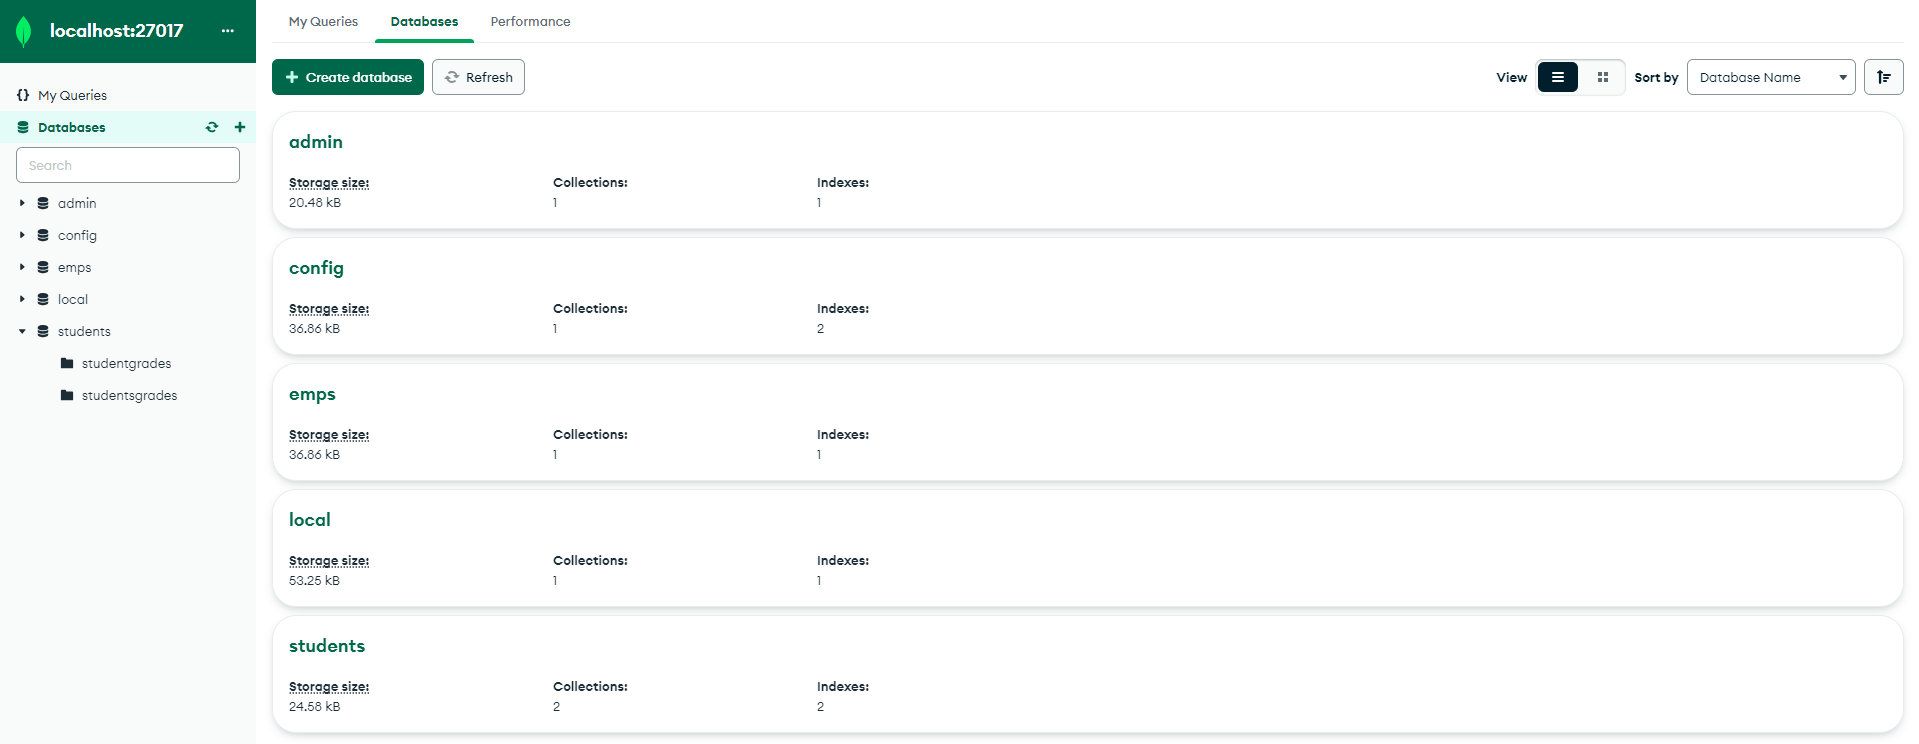 localhost:27017 ...
My Queries
Databases
Search
admin
config
emps
local
students
studentgrades
studentsgrades
My Queries Databases Performance
Create database Refresh View Sort by Database Name
admin
Storage size: Collections: Indexes:
20.48 kB 1 1
config
Storage size: Collections: Indexes:
36.86 kB 1 2
emps
Storage size: Collections: Indexes:
36.86 kB 1 1
local
Storage size: Collections: Indexes:
53.25 kB 1 1
students
Storage size: Collections: Indexes:
24.58 kB 2 2